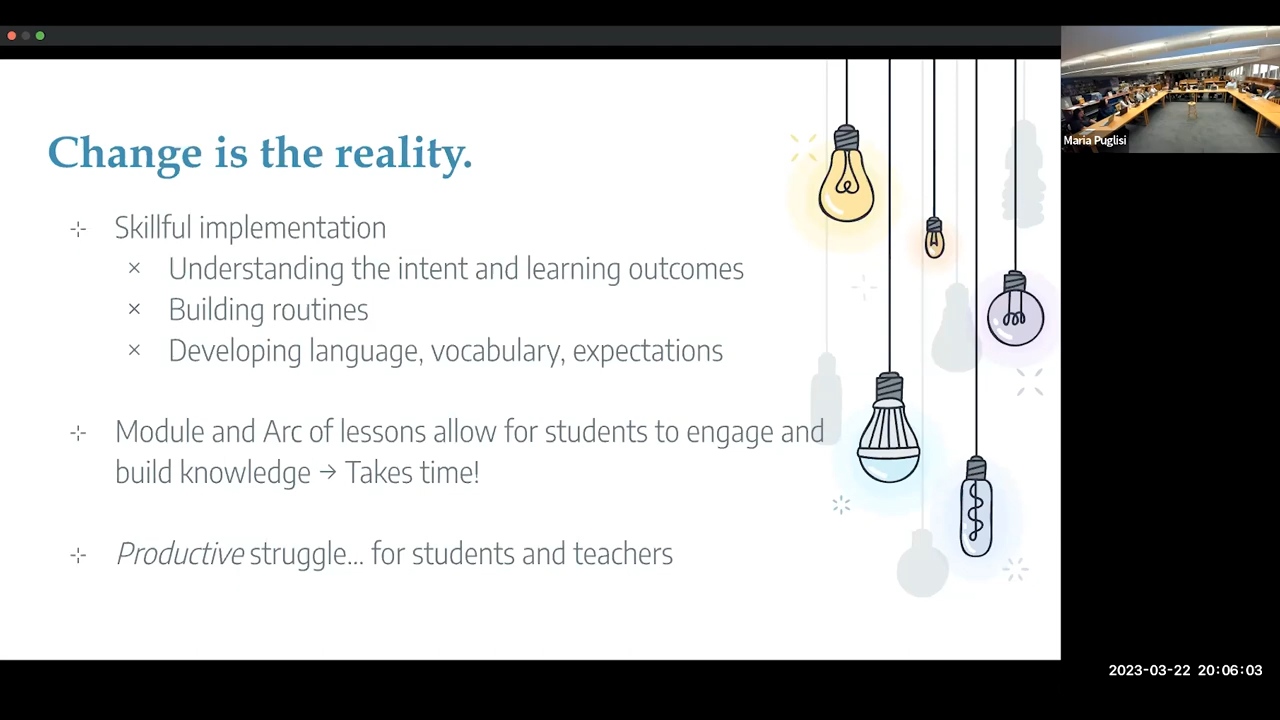 Change is the reality.
Skillful implementation
Understanding the intent and learning outcomes
Building routines
Developing language, vocabulary, expectations
Module and Arc of lessons allow for students to engage and
build knowledge → Takes time!
Productive struggle... for students and teachers
Maria Puglisi
2023-03-22 20:06:03